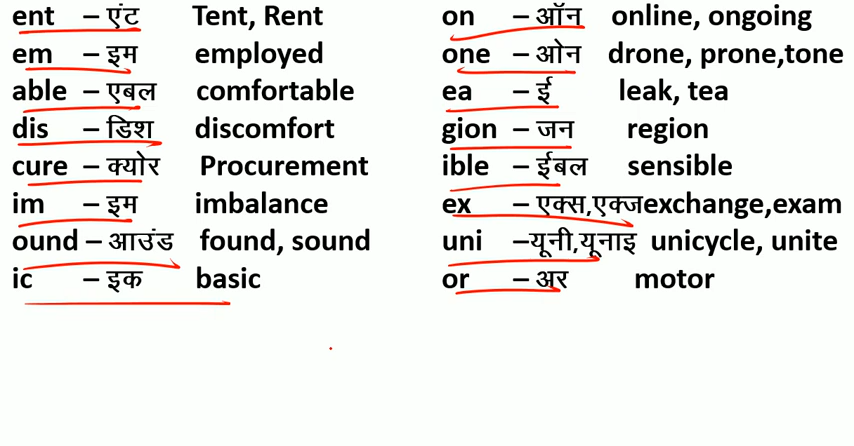 ent – एंट Tent, Rent
em – इम employed
able – एबल comfortable
dis – डिश discomfort
cure – क्योर Procurement
im – इम imbalance
ound – आउंड found, sound
ic – इक basic
on – ऑन online, ongoing
one – ओन drone, prone,tone
ea – ई leak, tea
gion – जन region
ible – ईबल sensible
ex – एक्स,एक्जexchange,exam
uni –यूनी,यूनाइ unicycle, unite
or – अर motor